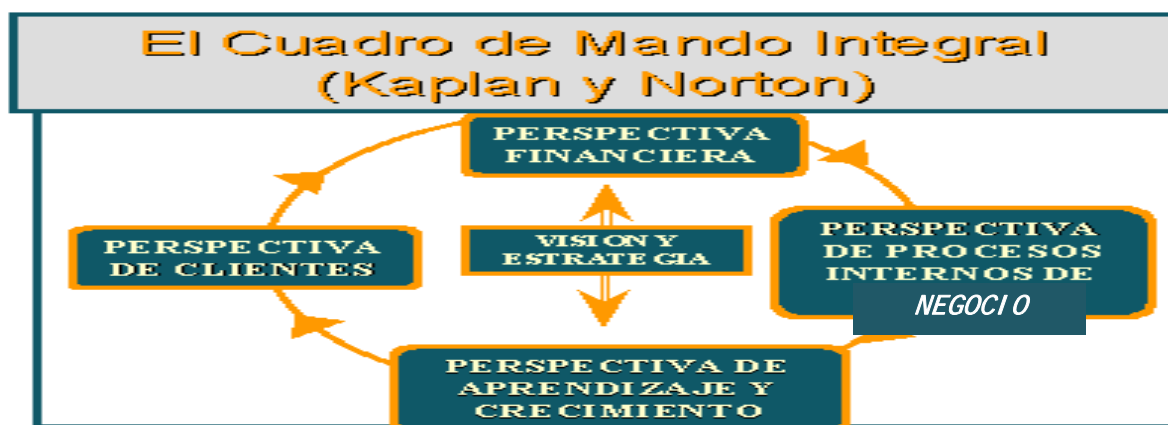 El Cuadro de Mando Integral
(Kaplan y Norton)
PERSPECTIVA
FINANCIERA
PERSPECTIVA
DE CLIENTES
VISION Y
ESTRATEGIA
PERSPECTIVA
DE PROCESOS
INTERNOS DE
NEGOCIO
PERSPECTIVA DE
APRENDIZAJE Y
CRECIMIENTO